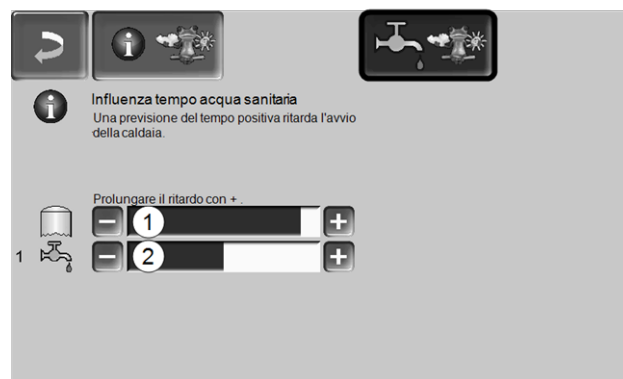 Influenza tempo acqua sanitaria
Una previsione del tempo positiva ritarda l'avvio
della caldaia.
Prolungare il ritardo con + .
1
1 2